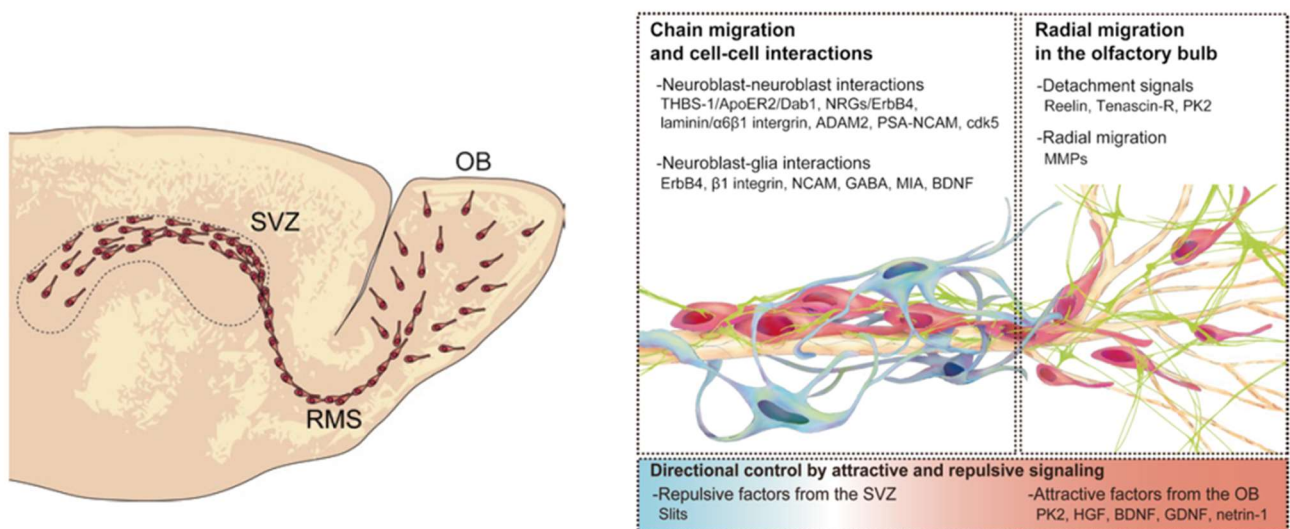 OB
SVZ
RMS
Chain migration
and cell-cell interactions
-Neuroblast-neuroblast interactions
THBS-1/ApoER2/Dab1, NRGs/ErbB4,
laminin/α6β1 intergrin, ADAM2, PSA-NCAM, cdk5
-Neuroblast-glia interactions
ErbB4, β1 integrin, NCAM, GABA, MIA, BDNF
Radial migration
in the olfactory bulb
-Detachment signals
Reelin, Tenascin-R, PK2
-Radial migration
MMPs
Directional control by attractive and repulsive signaling
-Repulsive factors from the SVZ
Slits
-Attractive factors from the OB
PK2, HGF, BDNF, GDNF, netrin-1